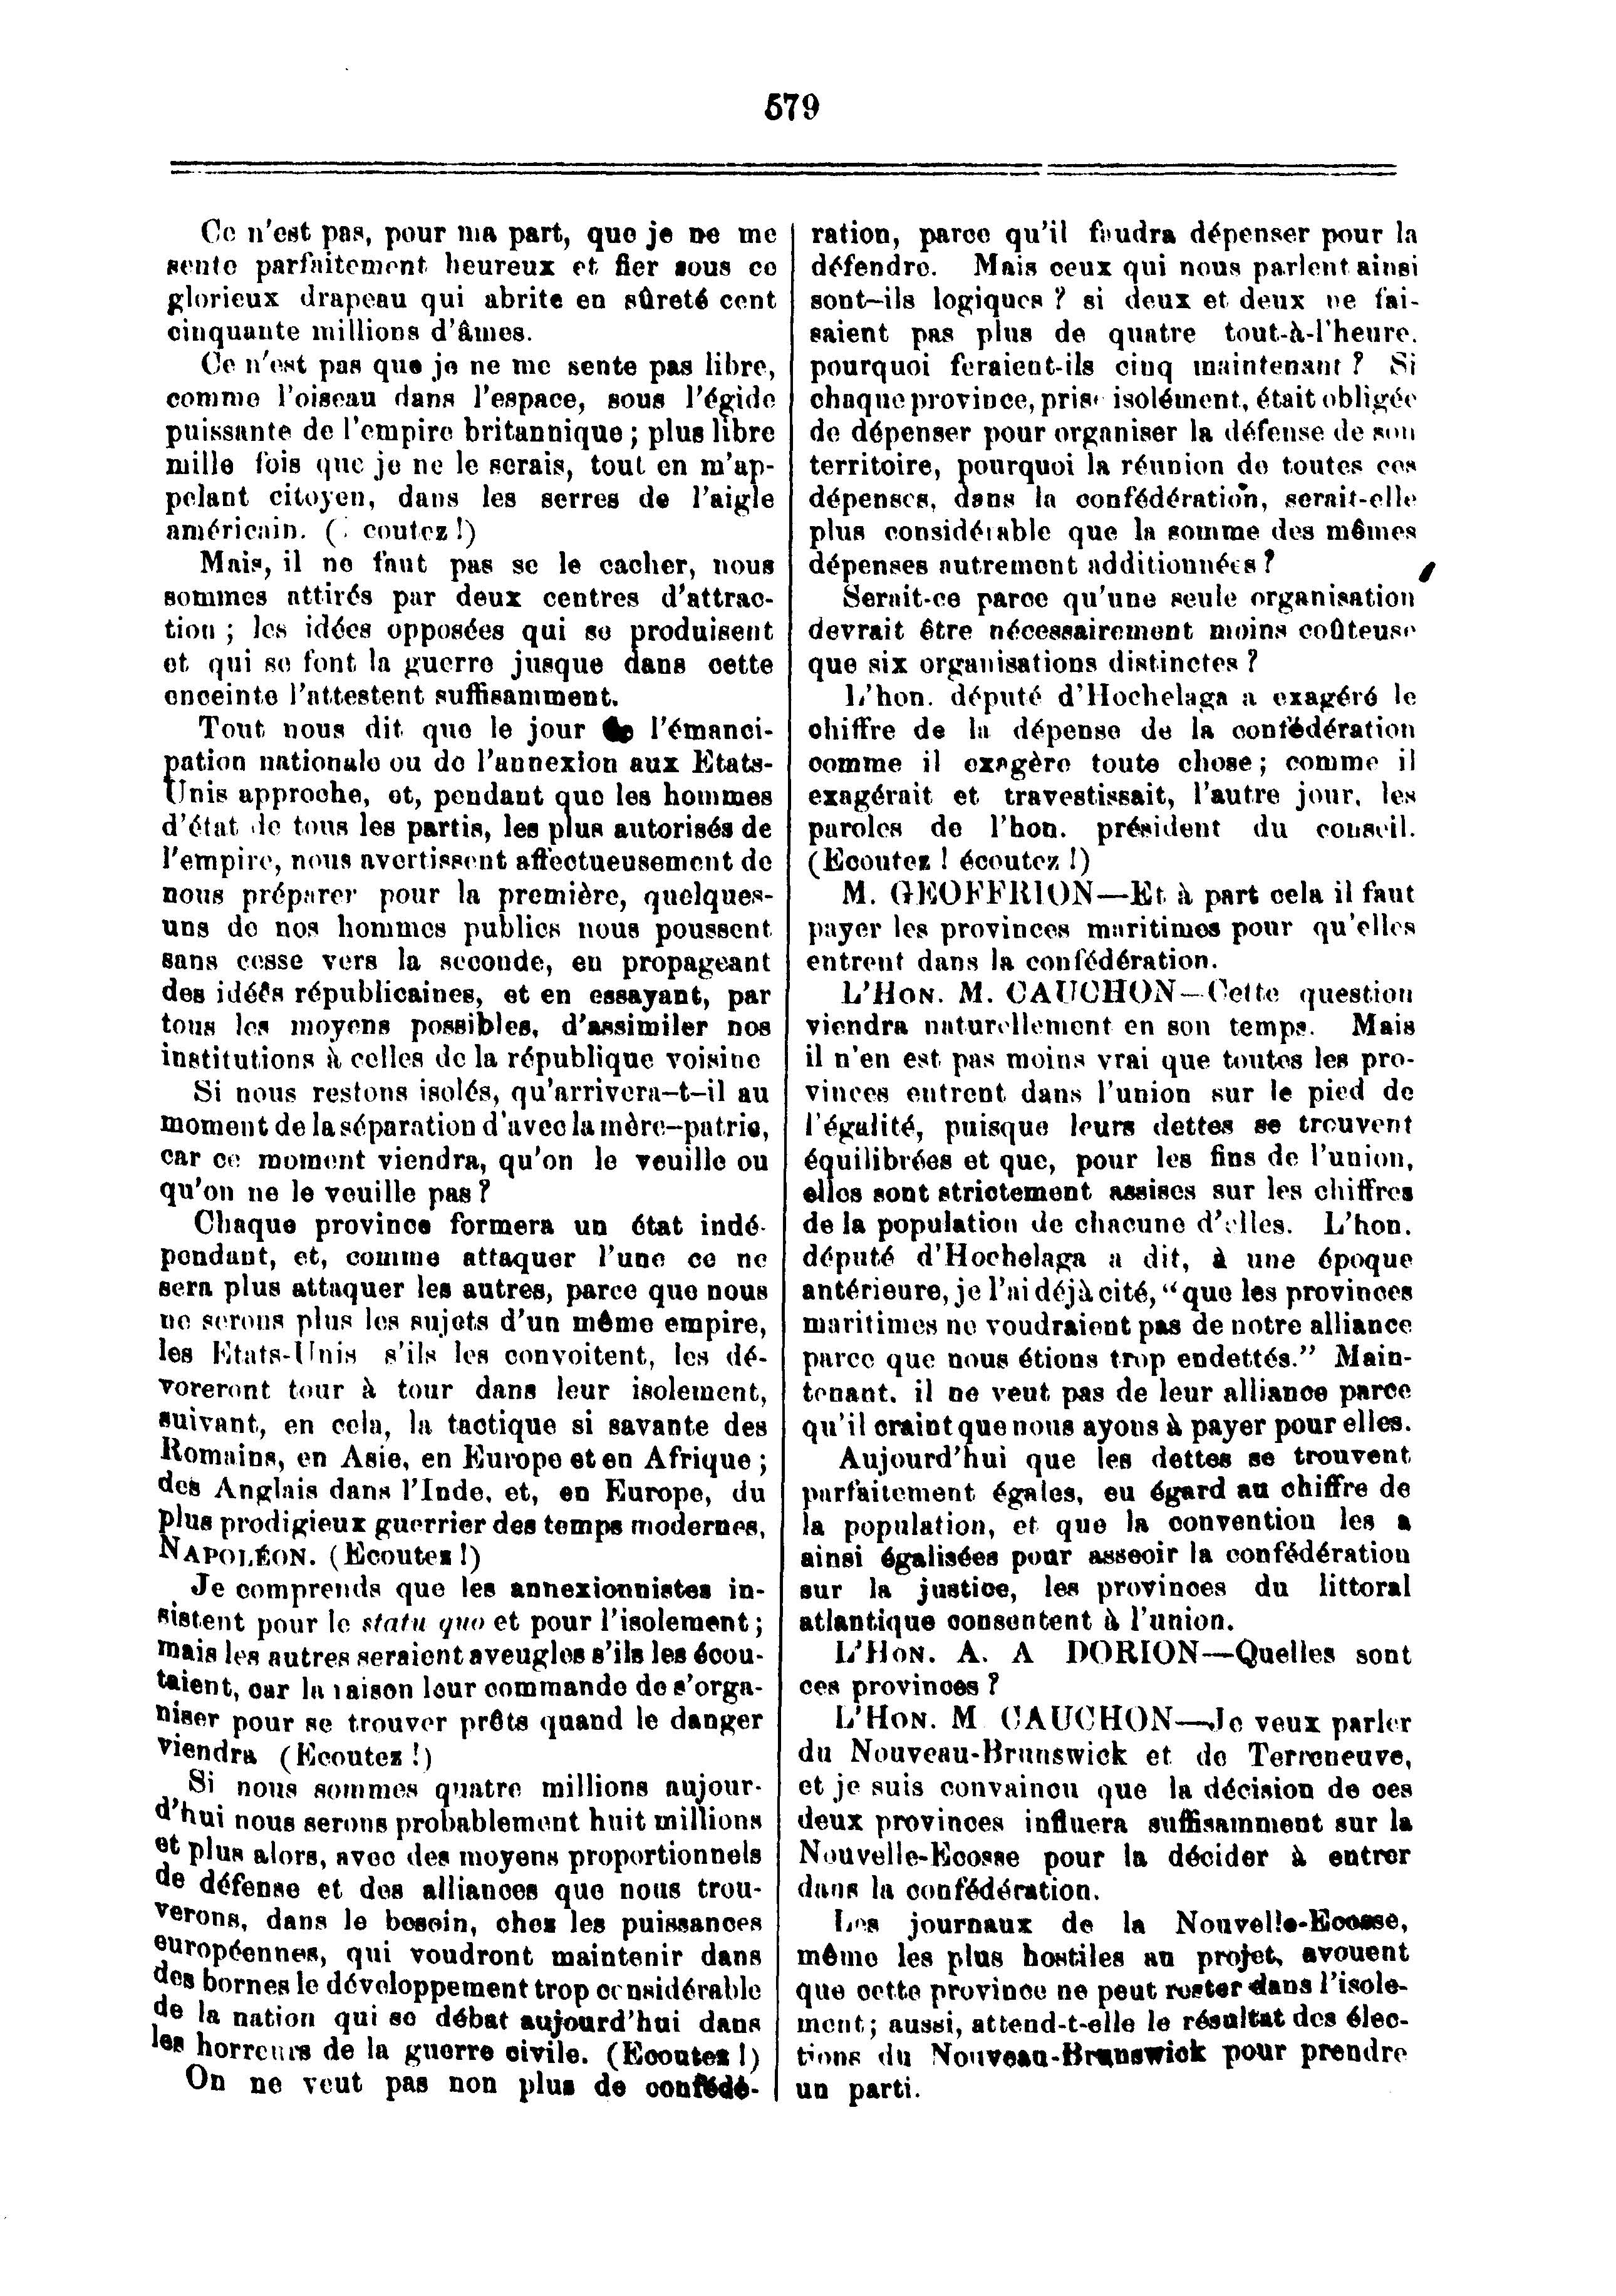 579
Ce n'est pas, pour ma part, que je ne me
sente parfaitement heureux et fier sous ce
glorieux drapeau qui abrite en sûreté cent
cinquante millions d'âmes.
Ce n'est pas que je ne me sente pas libre,
comme l'oiseau dans l'espace, sous l'égide
puissante de l'empire britannique ; plus libre
mille fois que je ne le serais, tout en m'ap-
pelant citoyen, dans les serres de l'aigle
américain. ( coutez !)
Mais, il ne faut pas se le cacher, nous
sommes attirés par deux centres d'attrac-
tion ; les idées opposées qui se produisent
et qui se font la guerre jusque dans cette
enceinte l'attestent suffisamment.
Tout nous dit que le jour de l'émanci-
pation nationale ou de l'annexion aux Etats-
Unis approche, et, pendant que les hommes
d'état de tous les partis, les plus autorisés de
l'empire, nous avertissent affectueusement de
nous préparer pour la première, quelques-
uns de nos hommes publics nous poussent
sans cesse vers la seconde, en propageant
des idées républicaines, et en essayant, par
tous les moyens possibles, d'assimiler nos
institutions à celles de la république voisine
Si nous restons isolés, qu'arrivera-t-il au
moment de la séparation d'avec la mère-patrie,
car ce moment viendra, qu'on le veuille ou
qu'on ne le veuille pas ?
Chaque province formera un état indé-
pendant, et, comme attaquer l'une ce ne
sera plus attaquer les autres, parce que nous
ne serons plus les sujets d'un même empire,
les Etats-Unis s'ils les convoitent, les dé-
voreront tour à tour dans leur isolement,
suivant, en cela, la tactique si savante des
Romains, en Asie, en Europe et en Afrique ;
des Anglais dans l'Inde, et, en Europe, du
plus prodigieux guerrier des temps modernes,
NAPOLÉON. (Ecoutez !)
Je comprends que les annexionnistes in-
sistent pour le statu quo et pour l'isolement ;
mais les autres seraient aveugles s'ils les écou-
taient, car la raison leur commande de s'orga-
niser pour se trouver prêts quand le danger
viendra (Ecoutez !)
Si nous sommes quatre millions aujour-
d'hui nous serons probablement huit millions
et plus alors, avec des moyens proportionnels
de défense et des alliances que nous trou-
verons, dans le besoin, chez les puissances
européennes, qui voudront maintenir dans
des bornes le développement trop considérable
de la nation qui se débat aujourd'hui dans
les horreurs de la guerre civile. (Ecoutez !)
On ne veut pas non plus de confédé-
ration, parce qu'il faudra dépenser pour la
défendre. Mais ceux qui nous parlent ainsi
sont-ils logiques ? si deux et deux ne fai-
saient pas plus de quatre tout-à-l'heure,
pourquoi feraient-ils cinq maintenant ? Si
chaque province, prise isolément, était obligée
de dépenser pour organiser la défense de son
territoire, pourquoi la réunion de toutes ces
dépenses, dans la confédération, serait-elle
plus considérable que la somme des mêmes
dépenses autrement additionnées ?
Serait-ce parce qu'une seule organisation
devrait être nécessairement moins coûteuse
que six organisations distinctes ?
L'hon. député d'Hochelaga a exagéré le
chiffre de la dépense de la confédération
comme il exagère toute chose ; comme il
exagérait et travestissait, l'autre jour, les
paroles de l'hon. président du conseil.
(Ecoutez ! écoutez !)
M. GEOFFRION—Et à part cela il faut
payer les provinces maritimes pour qu'elles
entrent dans la confédération.
L'HON. M. CAUCHON—Cette question
viendra naturellement en son temps. Mais
il n'en est pas moins vrai que toutes les pro-
vinces entrent dans l'union sur le pied de
l'égalité, puisque leurs dettes se trouvent
équilibrées et que, pour les fins de l'union,
elles sont strictement assises sur les chiffres
de la population de chacune d'elles. L'hon.
député d'Hochelaga a dit, à une époque
antérieure, je l'ai déjà cité, "que les provinces
maritimes ne voudraient pas de notre alliance
parce que nous étions trop endettés." Main-
tenant, il ne veut pas de leur alliance parce
qu'il craint que nous ayons à payer pour elles.
Aujourd'hui que les dettes se trouvent
parfaitement égales, eu égard au chiffre de
la population, et que la convention les a
ainsi égalisées pour asseoir la confédération
sur la justice, les provinces du littoral
atlantique consentent à l'union.
L'HON. A. A DORION—Quelles sont
ces provinces ?
L'HON. M CAUCHON—Je veux parler
du Nouveau-Brunswick et de Terreneuve,
et je suis convaincu que la décision de ces
deux provinces influera suffisamment sur la
Nouvelle-Ecosse pour la décider à entrer
dans la confédération.
Les journaux de la Nouvelle-Ecosse,
même les plus hostiles au projet, avouent
que cette province ne peut rester dans l'isole-
ment ; aussi, attend-t-elle le résultat des élec-
tions du Nouveau-Brunswick pour prendre
un parti.